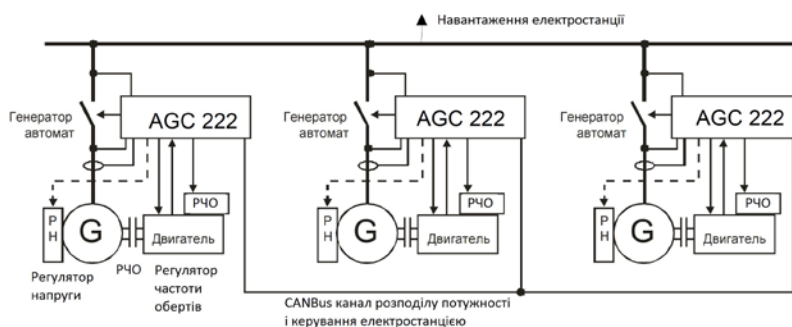 Навантаження електростанції
Генератор
автомат
AGC 222
Генератор
автомат
AGC 222
Генератор
автомат
AGC 222
РЧО
РЧО
РЧО
Р
Н
G
Двигатель
Р
Н
G
Двигатель
Р
Н
G
Двигатель
Регулятор
напруги
РЧО
Регулятор
частоти
обертів
CANBus канал розподілу потужності
і керування електростанцією